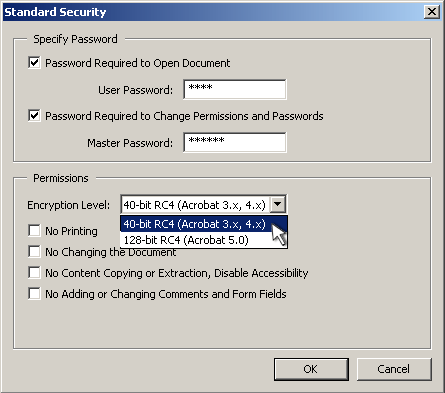 Standard Security
Specify Password
Password Required to Open Document
User Password: ****
Password Required to Change Permissions and Passwords
Master Password: ******
Permissions
Encryption Level: 40-bit RC4 (Acrobat 3.x, 4.x)
40-bit RC4 (Acrobat 3.x, 4.x)
No Printing
128-bit RC4 (Acrobat 5.0)
No Changing the Document
No Content Copying or Extraction, Disable Accessibility
No Adding or Changing Comments and Form Fields
OK Cancel